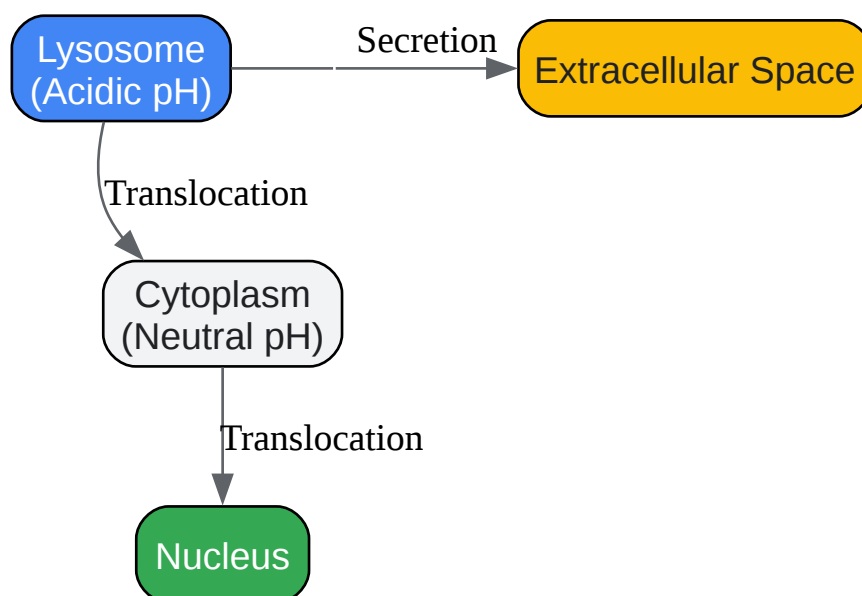 Lysosome
(Acidic pH)
Secretion
Extracellular Space
Translocation
Cytoplasm
(Neutral pH)
Translocation
Nucleus